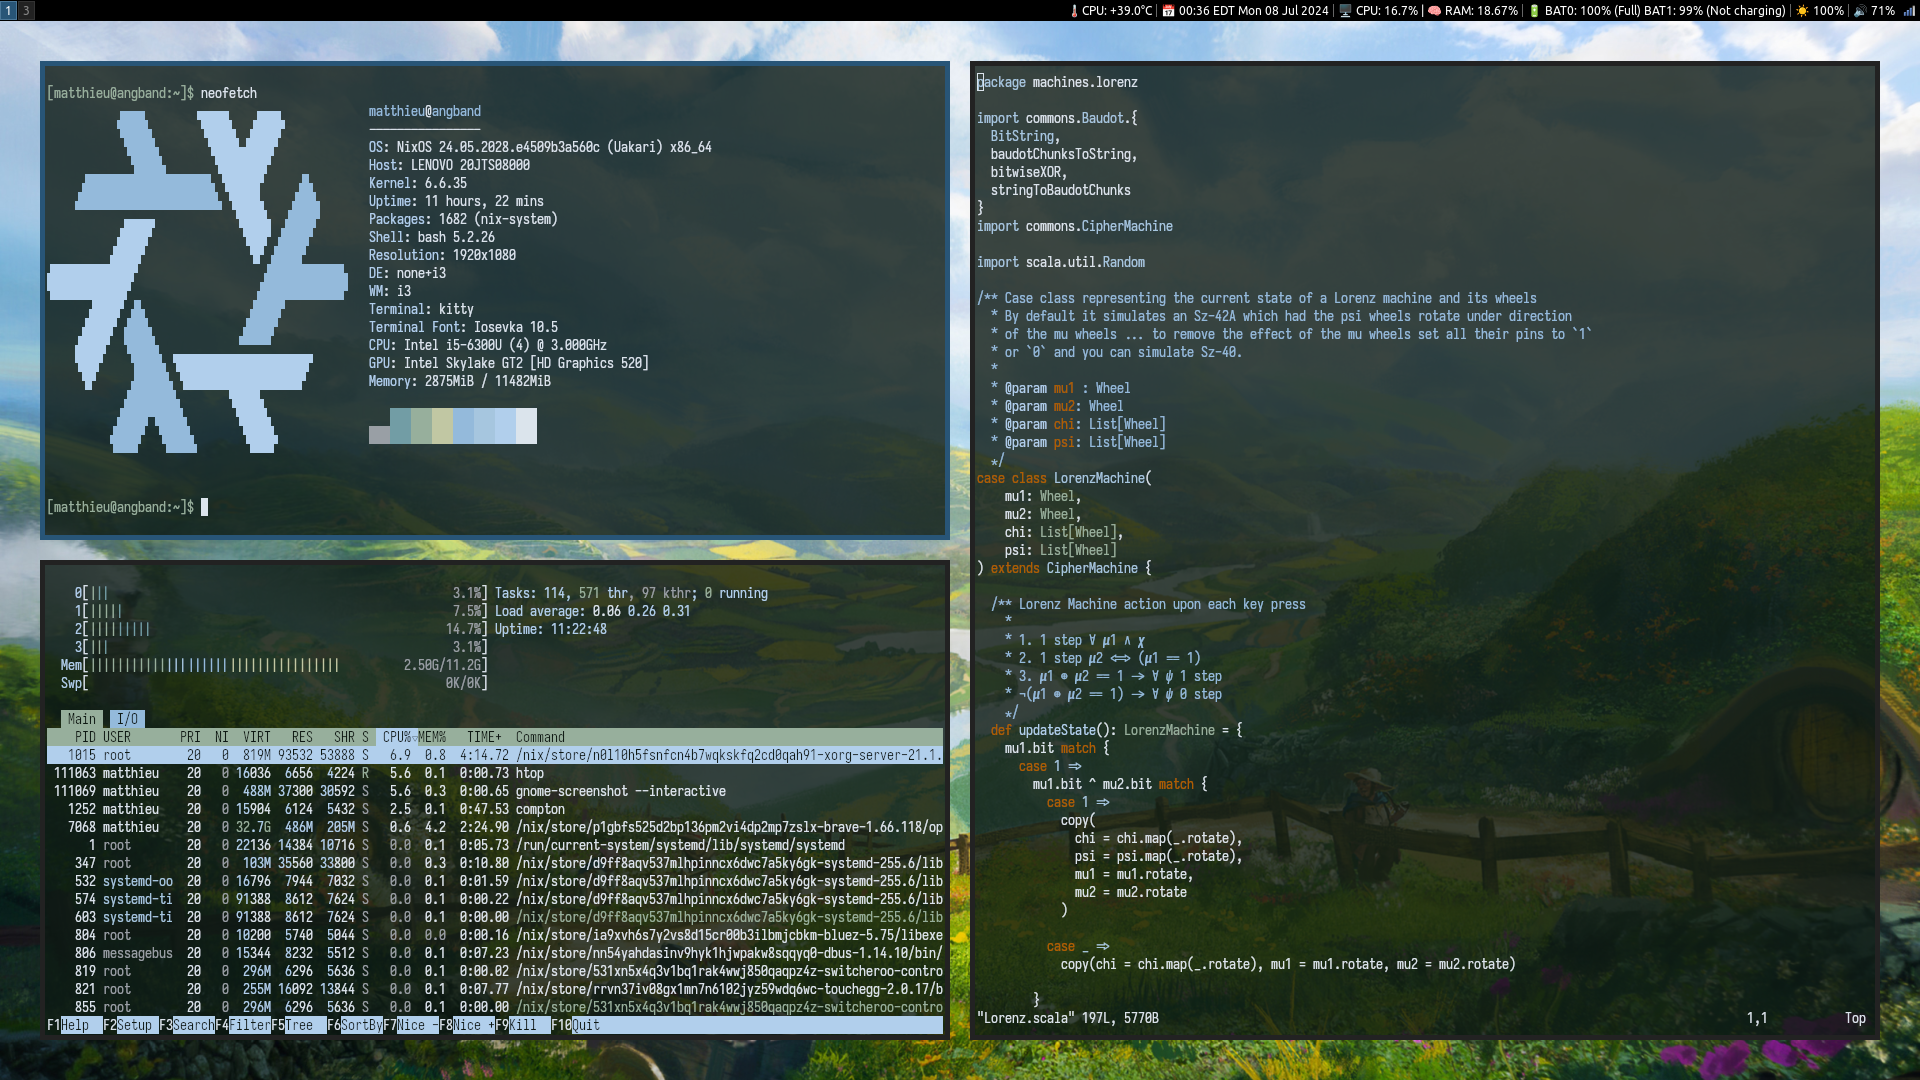 1 3
CPU: +39.0°C | 00:36 EDT Mon 08 Jul 2024 | CPU: 16.7% | RAM: 18.67% | BAT0: 100% (Full) BAT1: 99% (Not charging) | 100% | 71%
[matthieu@angband:~]$ neofetch
matthieu@angband
----------------
OS: NixOS 24.05.2028.e4509b3a560c (Uakari) x86_64
Host: LENOVO 20JTS08000
Kernel: 6.6.35
Uptime: 11 hours, 22 mins
Packages: 1682 (nix-system)
Shell: bash 5.2.26
Resolution: 1920x1080
DE: none+i3
WM: i3
Terminal: kitty
Terminal Font: Iosevka 10.5
CPU: Intel i5-6300U (4) @ 3.000GHz
GPU: Intel Skylake GT2 [HD Graphics 520]
Memory: 2875MiB / 11482MiB
[matthieu@angband:~]$
0[||| 3.1%] Tasks: 114, 571 thr, 97 kthr; 0 running
1[||||| 7.5%] Load average: 0.06 0.26 0.31
2[||||||||| 14.7%] Uptime: 11:22:48
3[||| 3.1%]
Mem[|||||||||||||||||||||||||||||||||||| 2.50G/11.2G]
Swp[ 0K/0K]
Main I/O
PID USER PRI NI VIRT RES SHR S CPU%▽MEM% TIME+ Command
1015 root 20 0 819M 93532 53888 S 6.9 0.8 4:14.72 /nix/store/n0l10h5fsnfcn4b7wqkskfq2cd0qah91-xorg-server-21.1.
111063 matthieu 20 0 16036 6656 4224 R 5.6 0.1 0:00.73 htop
111069 matthieu 20 0 488M 37300 30592 S 5.6 0.3 0:00.65 gnome-screenshot --interactive
1252 matthieu 20 0 15904 6124 5432 S 2.5 0.1 0:47.53 compton
7068 matthieu 20 0 32.7G 486M 205M S 0.6 4.2 2:24.90 /nix/store/p1gbfs525d2bp136pm2vi4dp2mp7zslx-brave-1.66.118/op
1 root 20 0 22136 14384 10716 S 0.0 0.1 0:05.73 /run/current-system/systemd/lib/systemd/systemd
347 root 20 0 103M 35560 33800 S 0.0 0.3 0:10.80 /nix/store/d9ff8aqv537mlhpinncx6dwc7a5ky6gk-systemd-255.6/lib
532 systemd-oo 20 0 16796 7944 7032 S 0.0 0.1 0:01.59 /nix/store/d9ff8aqv537mlhpinncx6dwc7a5ky6gk-systemd-255.6/lib
574 systemd-ti 20 0 91388 8612 7624 S 0.0 0.1 0:00.22 /nix/store/d9ff8aqv537mlhpinncx6dwc7a5ky6gk-systemd-255.6/lib
603 systemd-ti 20 0 91388 8612 7624 S 0.0 0.1 0:00.00 /nix/store/d9ff8aqv537mlhpinncx6dwc7a5ky6gk-systemd-255.6/lib
804 root 20 0 10200 5740 5044 S 0.0 0.0 0:00.16 /nix/store/ia9xvh6s7y2vs8d15cr00b3ilbmjcbkm-bluez-5.75/libexe
806 messagebus 20 0 15344 8232 5512 S 0.0 0.1 0:07.23 /nix/store/nn54yahdasinv9hyk1hjwpakw8sqqyq0-dbus-1.14.10/bin/
819 root 20 0 296M 6296 5636 S 0.0 0.1 0:00.02 /nix/store/531xn5x4q3v1bq1rak4wwj850qaqpz4z-switcheroo-contro
821 root 20 0 255M 16092 13844 S 0.0 0.1 0:07.77 /nix/store/rrvn37iv08gx1mn7n6102jyz59wdq6wc-touchegg-2.0.17/b
855 root 20 0 296M 6296 5636 S 0.0 0.1 0:00.00 /nix/store/531xn5x4q3v1bq1rak4wwj850qaqpz4z-switcheroo-contro
F1Help F2Setup F3SearchF4FilterF5Tree F6SortByF7Nice -F8Nice +F9Kill F10Quit
package machines.lorenz
import commons.Baudot.{
BitString,
baudotChunksToString,
bitwiseXOR,
stringToBaudotChunks
}
import commons.CipherMachine
import scala.util.Random
/** Case class representing the current state of a Lorenz machine and its wheels
* By default it simulates an Sz-42A which had the psi wheels rotate under direction
* of the mu wheels ... to remove the effect of the mu wheels set all their pins to `1`
* or `0` and you can simulate Sz-40.
*
* @param mu1 : Wheel
* @param mu2: Wheel
* @param chi: List[Wheel]
* @param psi: List[Wheel]
*/
case class LorenzMachine(
mu1: Wheel,
mu2: Wheel,
chi: List[Wheel],
psi: List[Wheel]
) extends CipherMachine {
/** Lorenz Machine action upon each key press
*
* 1. 1 step ∀ μ1 ∧ χ
* 2. 1 step μ2 <=> (μ1 == 1)
* 3. μ1 ⊕ μ2 == 1 -> ∀ ψ 1 step
* ¬(μ1 ⊕ μ2 == 1) -> ∀ ψ 0 step
*/
def updateState(): LorenzMachine = {
mu1.bit match {
case 1 =>
mu1.bit ^ mu2.bit match {
case 1 =>
copy(
chi = chi.map(_.rotate),
psi = psi.map(_.rotate),
mu1 = mu1.rotate,
mu2 = mu2.rotate
)
case _ =>
copy(chi = chi.map(_.rotate), mu1 = mu1.rotate, mu2 = mu2.rotate)
}
"Lorenz.scala" 197L, 5770B 1,1 Top